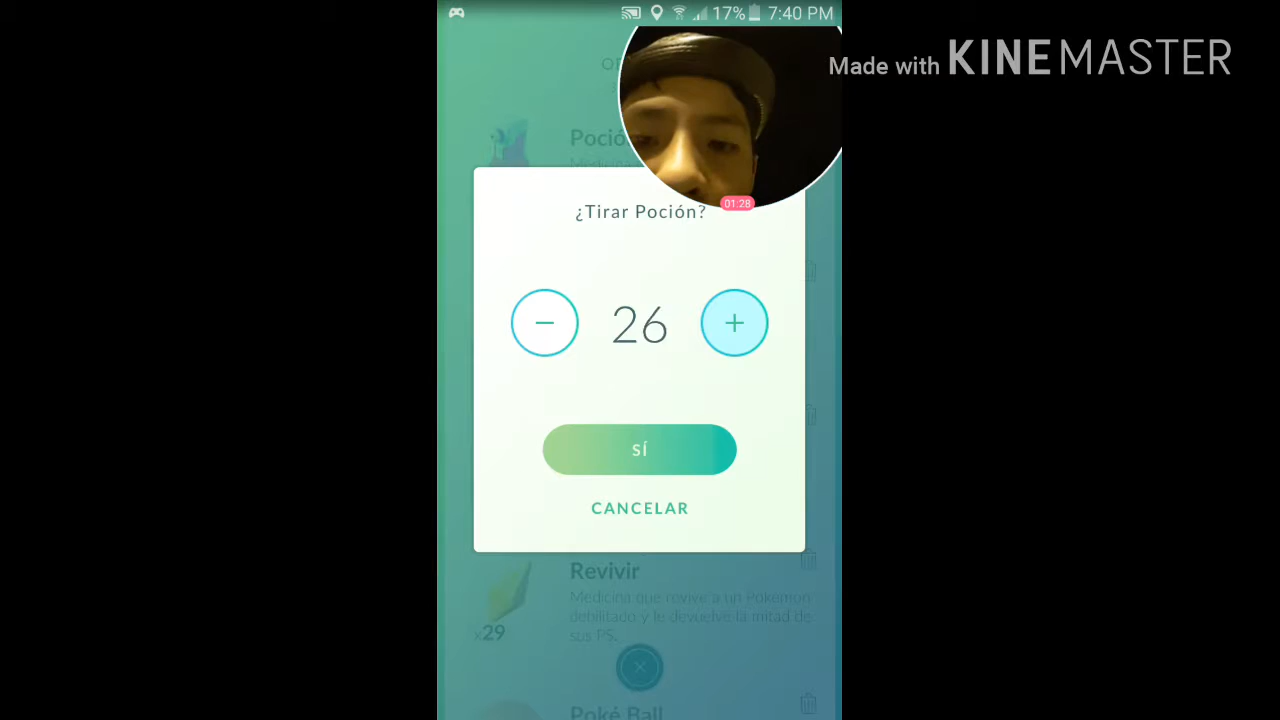 17% 7:40 PM
Made with KINEMASTER
Poció
01:28
¿Tirar Poción?
− 26 +
SÍ
CANCELAR
Revivir
Medicina que revive a un Pokémon
debilitado y le devuelve la mitad de
sus PS.
x29
Poké Ball